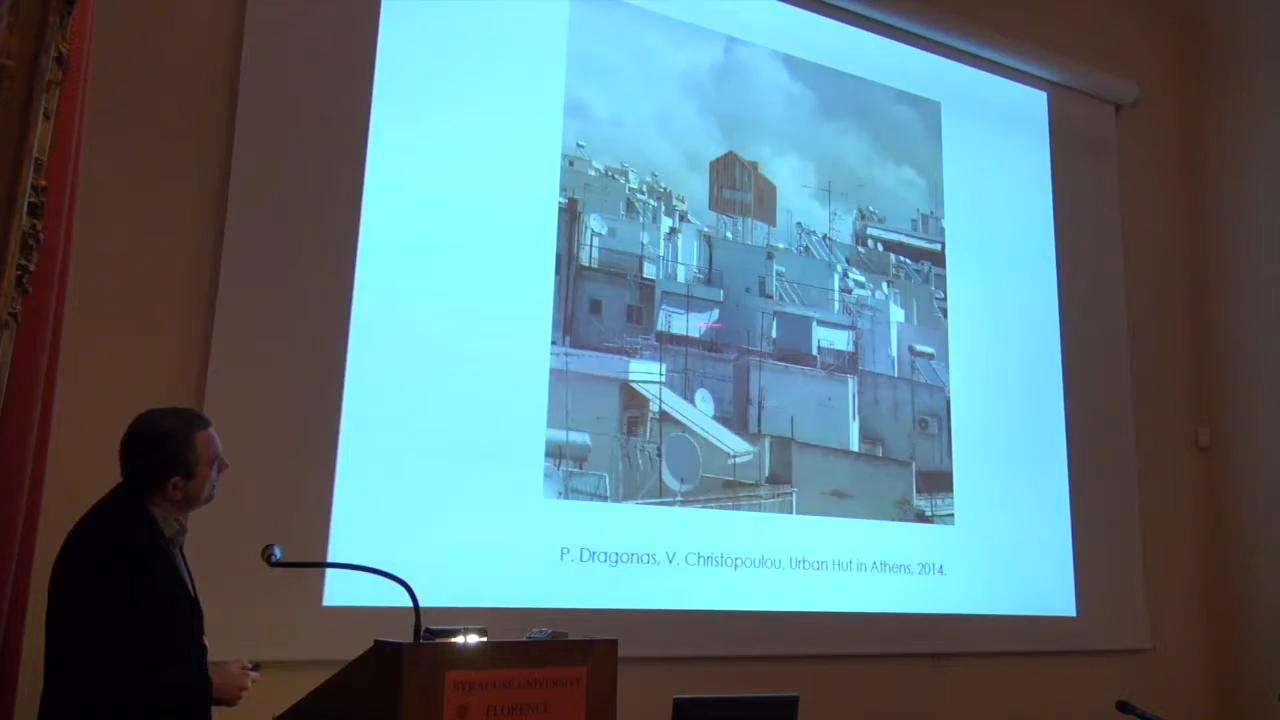 P. Dragonas, V. Christopoulou, Urban Hut in Athens, 2014.
SYRACUSE UNIVERSITY
FLORENCE